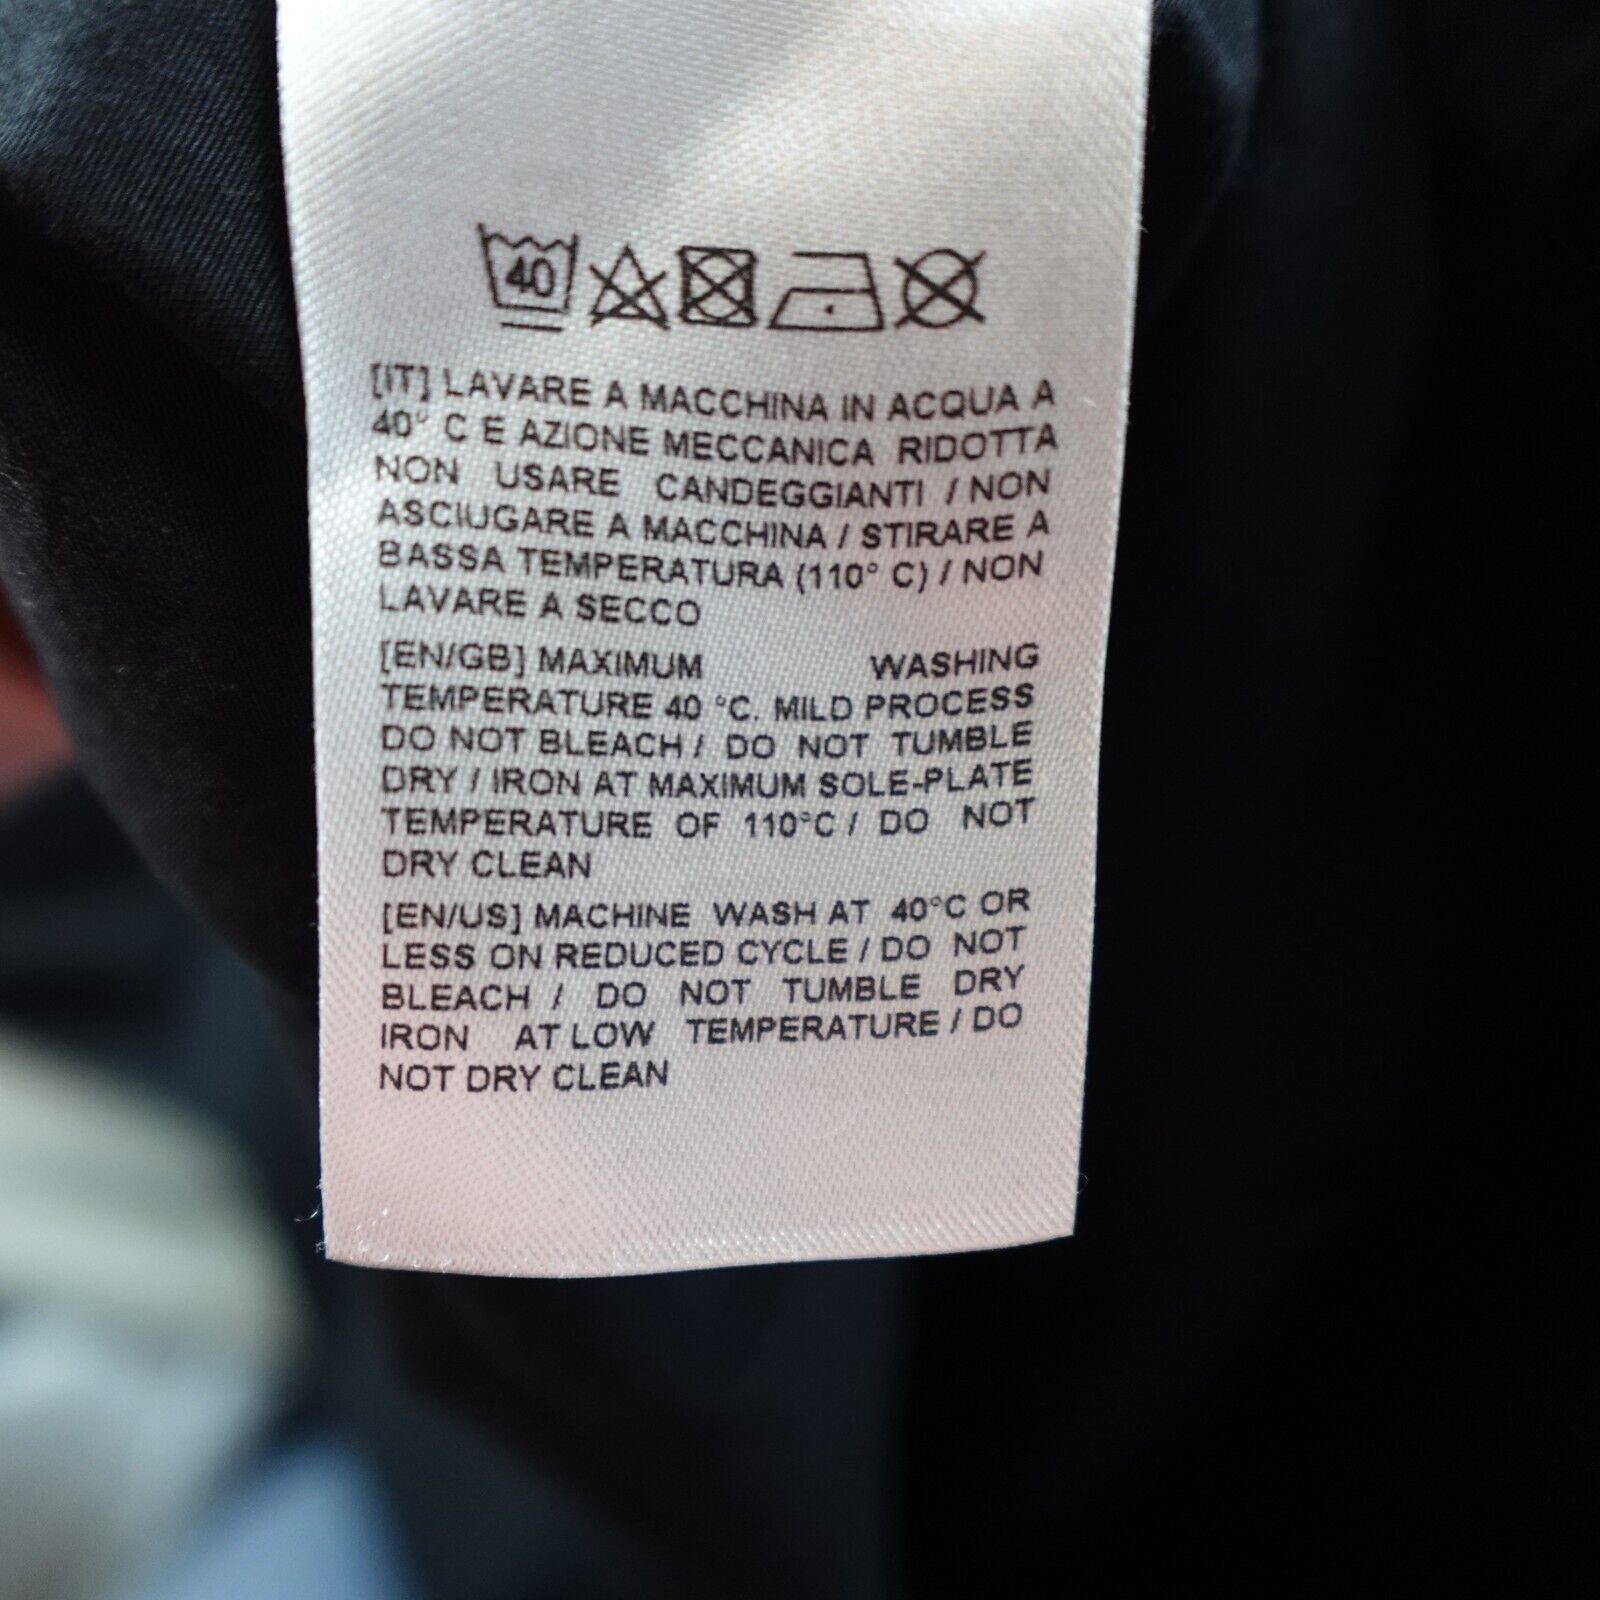 40
[IT] LAVARE A MACCHINA IN ACQUA A
40° C E AZIONE MECCANICA RIDOTTA
NON USARE CANDEGGIANTI / NON
ASCIUGARE A MACCHINA / STIRARE A
BASSA TEMPERATURA (110° C) / NON
LAVARE A SECCO
[EN/GB] MAXIMUM WASHING
TEMPERATURE 40 °C. MILD PROCESS
DO NOT BLEACH / DO NOT TUMBLE
DRY / IRON AT MAXIMUM SOLE-PLATE
TEMPERATURE OF 110°C / DO NOT
DRY CLEAN
[EN/US] MACHINE WASH AT 40°C OR
LESS ON REDUCED CYCLE / DO NOT
BLEACH / DO NOT TUMBLE DRY
IRON AT LOW TEMPERATURE / DO
NOT DRY CLEAN